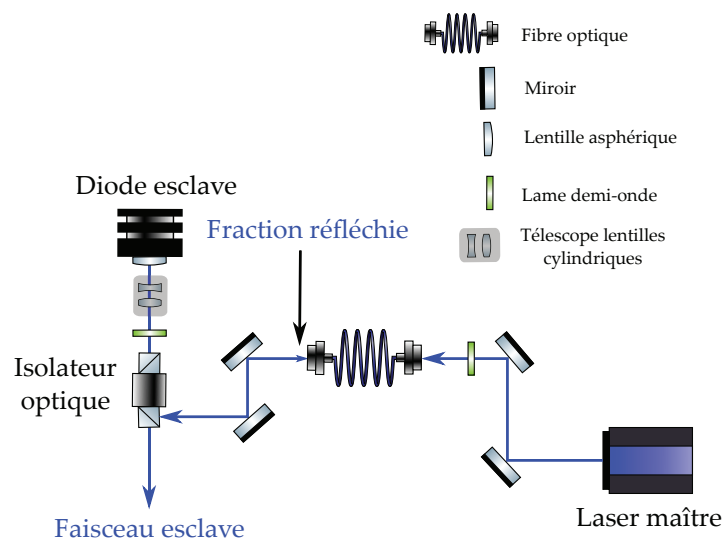 Fibre optique
Miroir
Lentille asphérique
Lame demi-onde
Télescope lentilles
cylindriques
Diode esclave
Fraction réfléchie
Isolateur
optique
Faisceau esclave
Laser maître